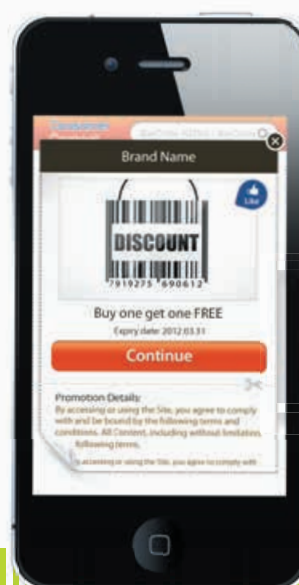 Brand Name
Like
DISCOUNT
7919275 690612
Buy one get one FREE
Expiry date: 2012.03.31
Continue
Promotion Details:
By accessing or using the Site, you agree to comply
with and be bound by the following terms and
conditions. All Content, including without limitation,
following terms.
accessing or using the Site, you agree to comply with